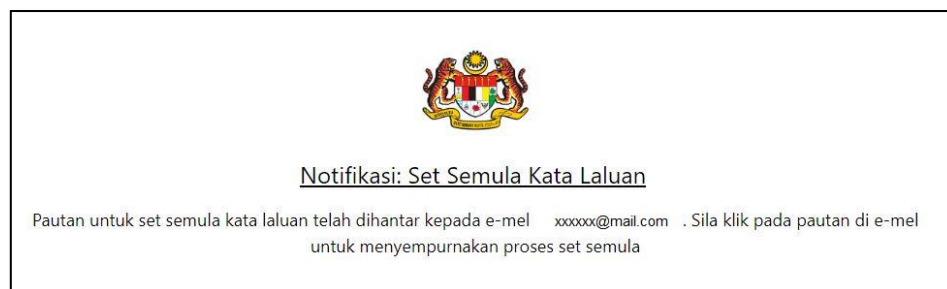 Notifikasi: Set Semula Kata Laluan
Pautan untuk set semula kata laluan telah dihantar kepada e-mel xxxxxx@mail.com . Sila klik pada pautan di e-mel
untuk menyempurnakan proses set semula